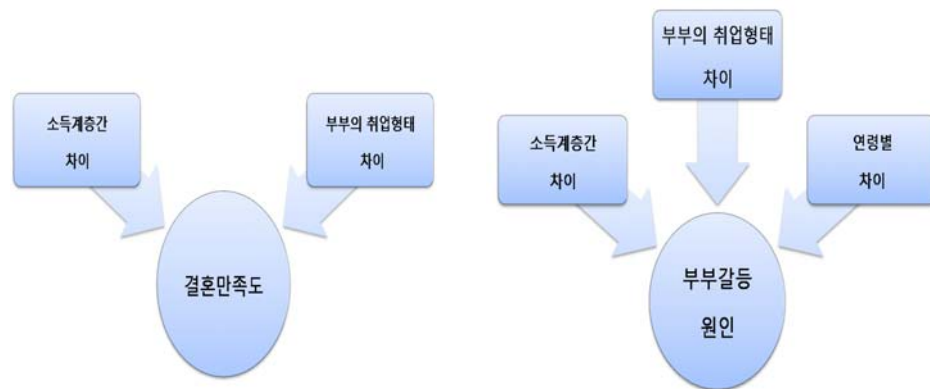 소득계층간
차이
부부의 취업형태
차이
결혼만족도
부부의 취업형태
차이
소득계층간
차이
연령별
차이
부부갈등
원인